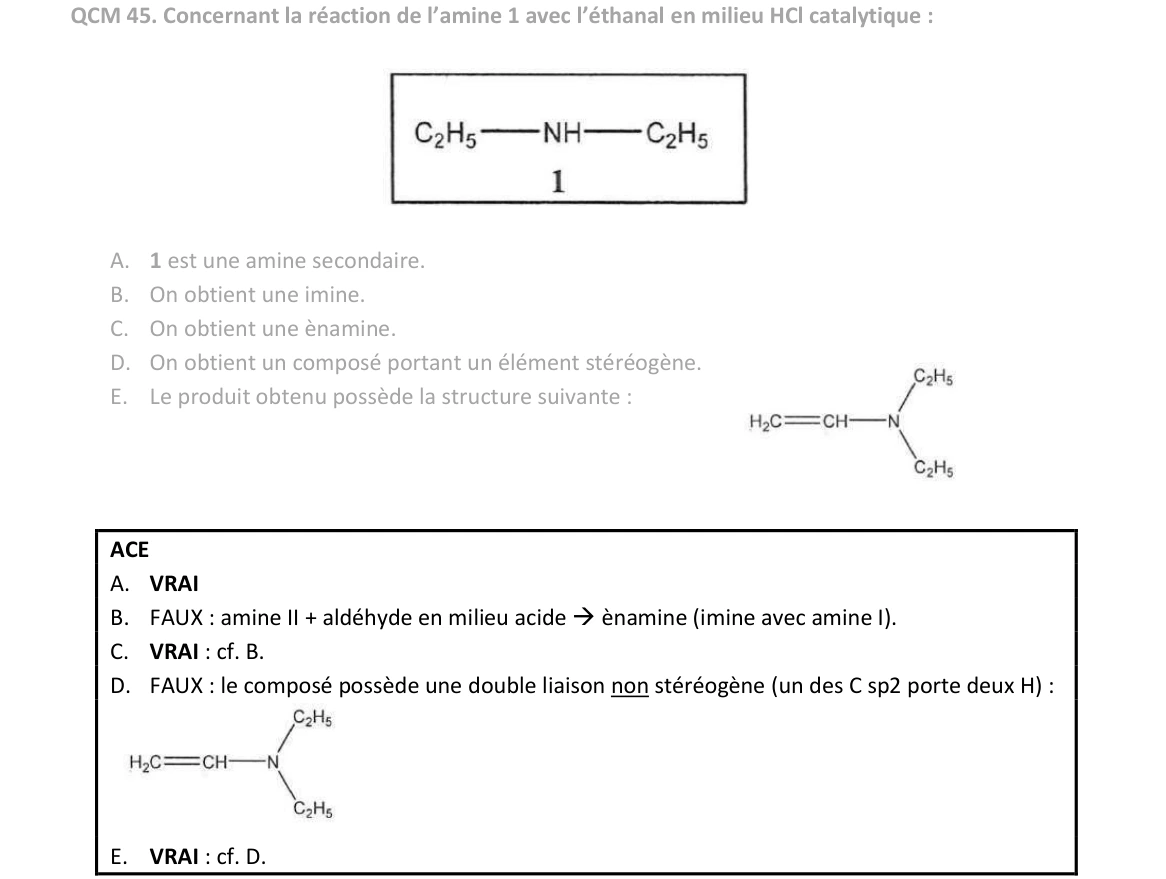 QCM 45. Concernant la réaction de l’amine 1 avec l’éthanal en milieu HCl catalytique :
C₂H₅—NH—C₂H₅
1
A. 1 est une amine secondaire.
B. On obtient une imine.
C. On obtient une ènamine.
D. On obtient un composé portant un élément stéréogène.
E. Le produit obtenu possède la structure suivante :
C₂H₅
H₂C=CH—N
C₂H₅
ACE
A. VRAI
B. FAUX : amine II + aldéhyde en milieu acide → ènamine (imine avec amine I).
C. VRAI : cf. B.
D. FAUX : le composé possède une double liaison non stéréogène (un des C sp2 porte deux H) :
C₂H₅
H₂C=CH—N
C₂H₅
E. VRAI : cf. D.